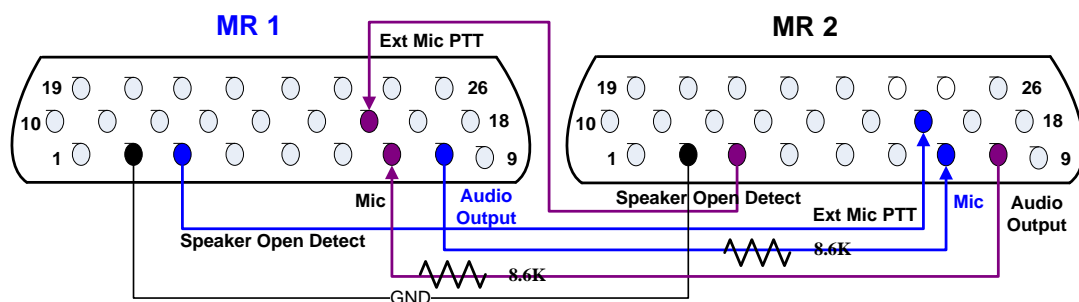 MR 1
MR 2
Ext Mic PTT
19
26
19
26
10
18
10
18
1
9
1
9
Mic
Audio
Output
Speaker Open Detect
Mic
Audio
Output
Ext Mic PTT
Speaker Open Detect
8.6K
8.6K
GND